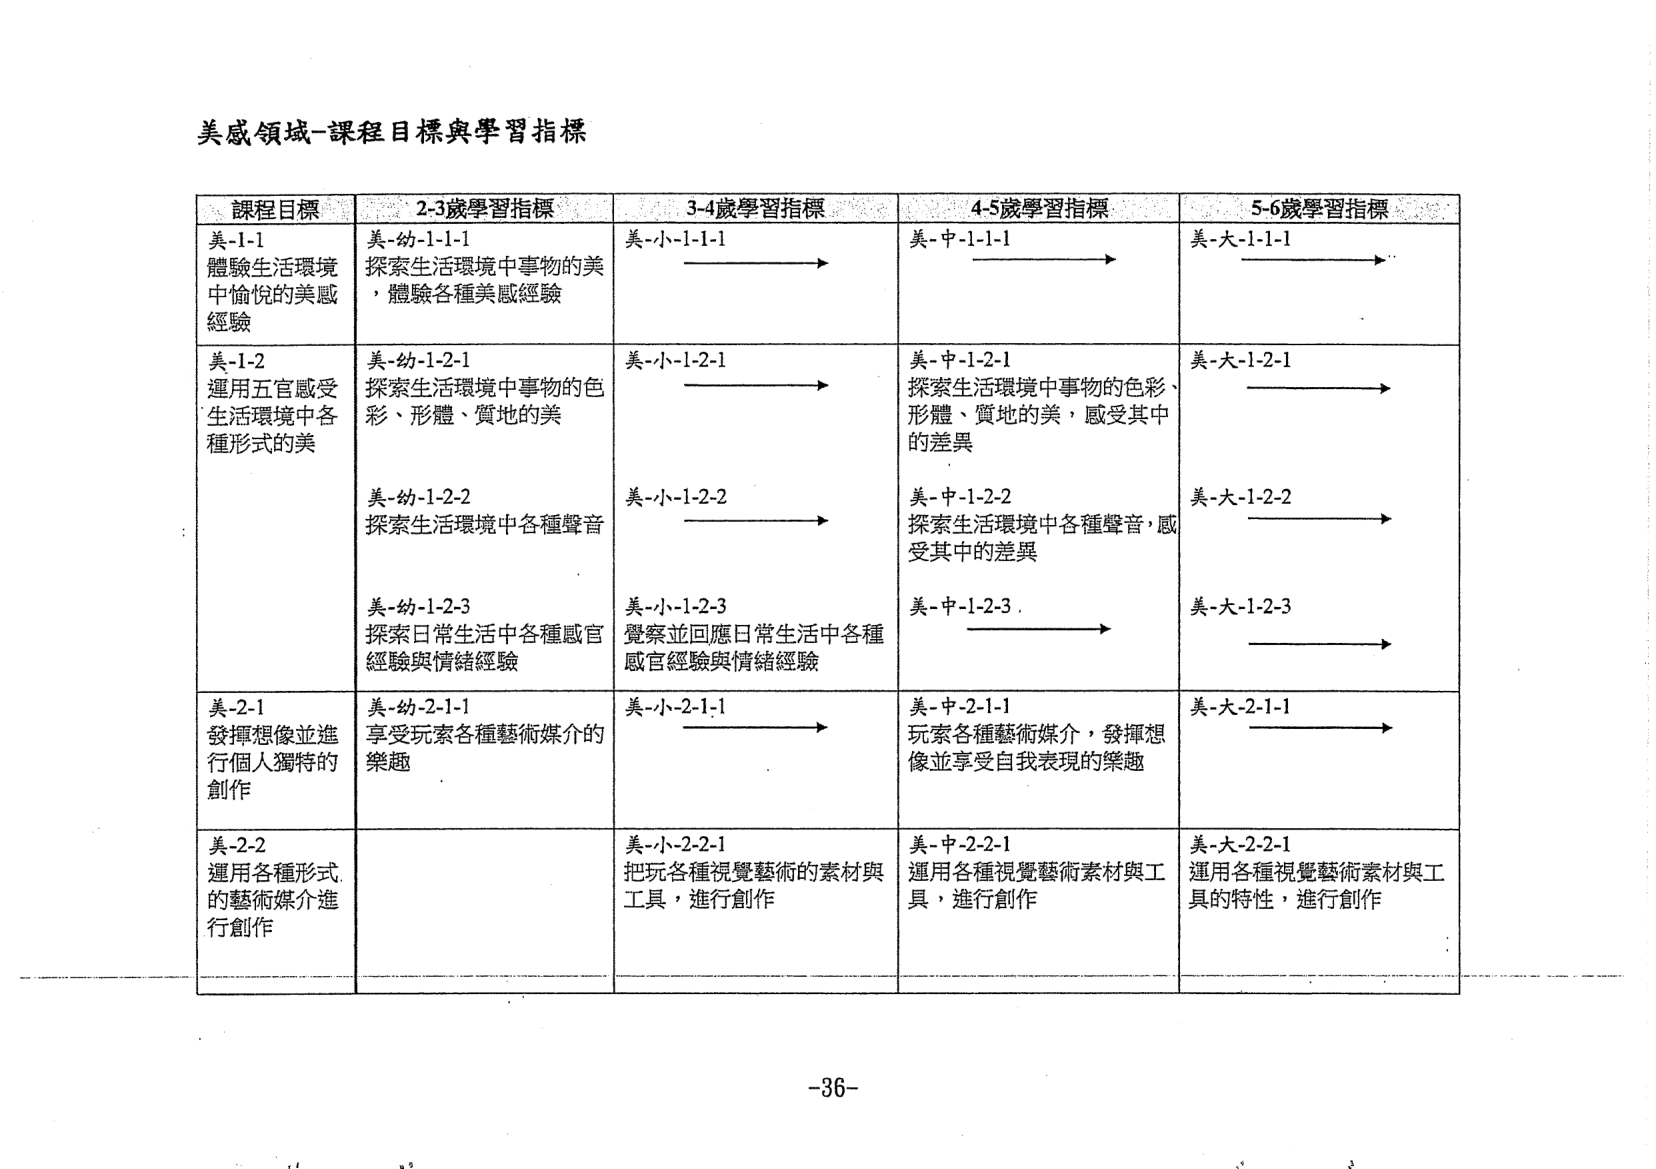 美感領域-課程目標與學習指標
課程目標
2-3歲學習指標
3-4歲學習指標
4-5歲學習指標
5-6歲學習指標
美-1-1
體驗生活環境
中愉悅的美感
經驗
美-幼-1-1-1
探索生活環境中事物的美
，體驗各種美感經驗
美-小-1-1-1
美-中-1-1-1
美-大-1-1-1
美-1-2
運用五官感受
生活環境中各
種形式的美
美-幼-1-2-1
探索生活環境中事物的色
彩、形體、質地的美
美-小-1-2-1
美-中-1-2-1
探索生活環境中事物的色彩、
形體、質地的美，感受其中
的差異
美-大-1-2-1
美-幼-1-2-2
探索生活環境中各種聲音
美-小-1-2-2
美-中-1-2-2
探索生活環境中各種聲音，感
受其中的差異
美-大-1-2-2
美-幼-1-2-3
探索日常生活中各種感官
經驗與情緒經驗
美-小-1-2-3
覺察並回應日常生活中各種
感官經驗與情緒經驗
美-中-1-2-3
美-大-1-2-3
美-2-1
發揮想像並進
行個人獨特的
創作
美-幼-2-1-1
享受玩索各種藝術媒介的
樂趣
美-小-2-1-1
美-中-2-1-1
玩索各種藝術媒介，發揮想
像並享受自我表現的樂趣
美-大-2-1-1
美-2-2
運用各種形式
的藝術媒介進
行創作
美-小-2-2-1
把玩各種視覺藝術的素材與
工具，進行創作
美-中-2-2-1
運用各種視覺藝術素材與工
具，進行創作
美-大-2-2-1
運用各種視覺藝術素材與工
具的特性，進行創作
-36-